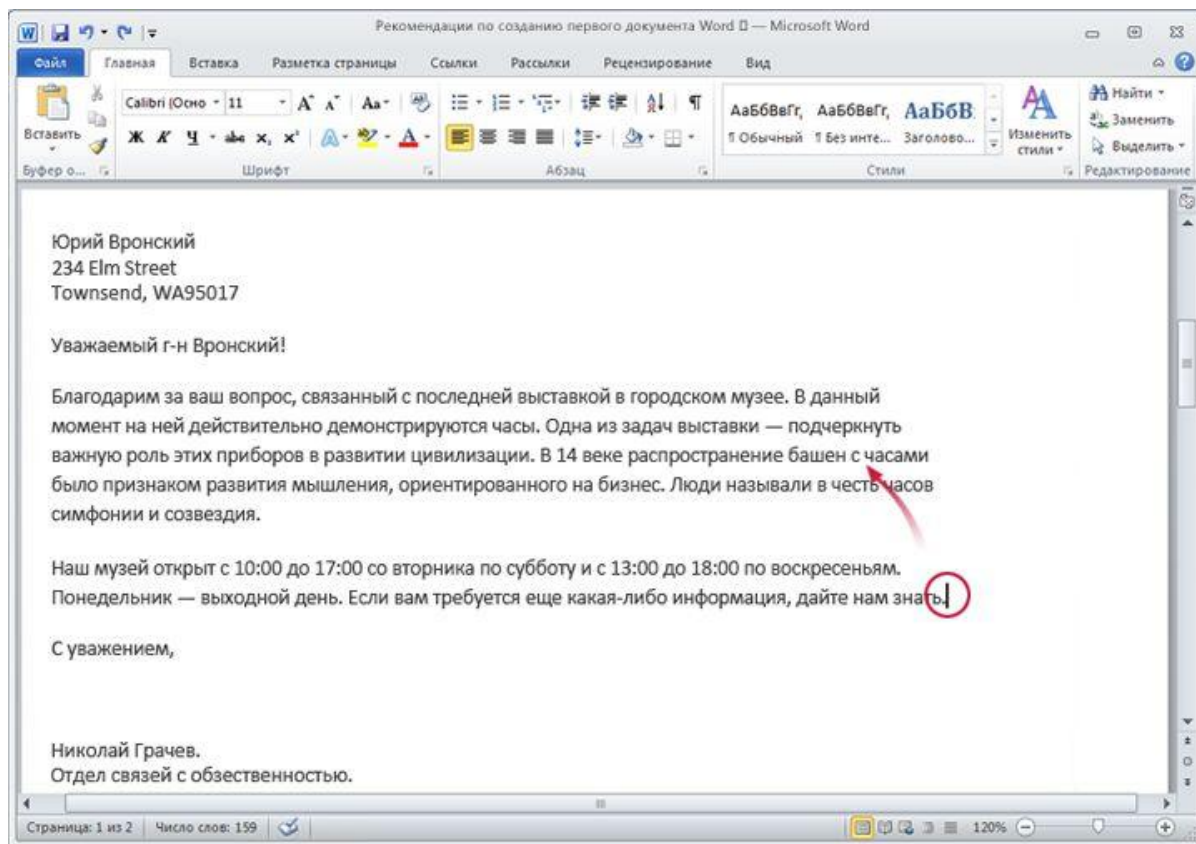 Рекомендации по созданию первого документа Word — Microsoft Word
Файл Главная Вставка Разметка страницы Ссылки Рассылки Рецензирование Вид
Calibri (Осно 11 Aa
АаБбВвГг, АаБбВвГг, АаБбВ
Найти
Заменить
Выделить
Вставить
Ж К Ч abc x, x² A
¶ Обычный ¶ Без инте... Заголово...
Изменить
стили
Буфер о... Шрифт Абзац Стили Редактирование
Юрий Вронский
234 Elm Street
Townsend, WA95017
Уважаемый г-н Вронский!
Благодарим за ваш вопрос, связанный с последней выставкой в городском музее. В данный
момент на ней действительно демонстрируются часы. Одна из задач выставки — подчеркнуть
важную роль этих приборов в развитии цивилизации. В 14 веке распространение башен с часами
было признаком развития мышления, ориентированного на бизнес. Люди называли в честь часов
симфонии и созвездия.
Наш музей открыт с 10:00 до 17:00 со вторника по субботу и с 13:00 до 18:00 по воскресеньям.
Понедельник — выходной день. Если вам требуется еще какая-либо информация, дайте нам знать.
С уважением,
Николай Грачев.
Отдел связей с обзественностью.
Страница: 1 из 2 Число слов: 159 120%